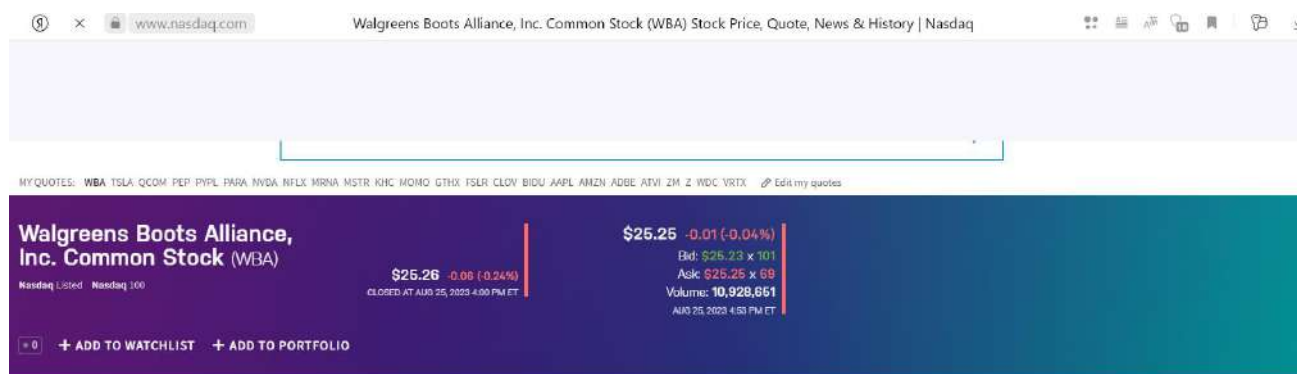 www.nasdaq.com Walgreens Boots Alliance, Inc. Common Stock (WBA) Stock Price, Quote, News & History | Nasdaq
MY QUOTES: WBA TSLA QCOM PEP PYPL PARA NVDA NFLX MRNA MSTR KHC MOMO GTHX FSLR CLOV BIDU AAPL AMZN ADBE ATVI ZM Z WDC VRTX Edit my quotes
Walgreens Boots Alliance,
Inc. Common Stock (WBA)
Nasdaq Listed Nasdaq 100
$25.26 -0.06 (-0.24%)
CLOSED AT AUG 25, 2023 4:00 PM ET
$25.25 -0.01 (-0.04%)
Bid: $25.23 x 101
Ask: $25.25 x 69
Volume: 10,928,651
AUG 25, 2023 4:53 PM ET
+ ADD TO WATCHLIST + ADD TO PORTFOLIO